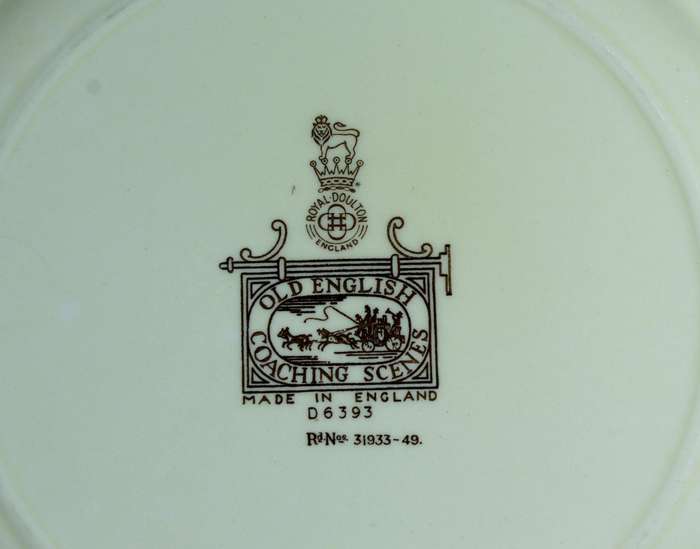 ROYAL·DOULTON
ENGLAND
OLD ENGLISH
COACHING SCENES
MADE IN ENGLAND
D6393
Rd. Nos. 31933-49.